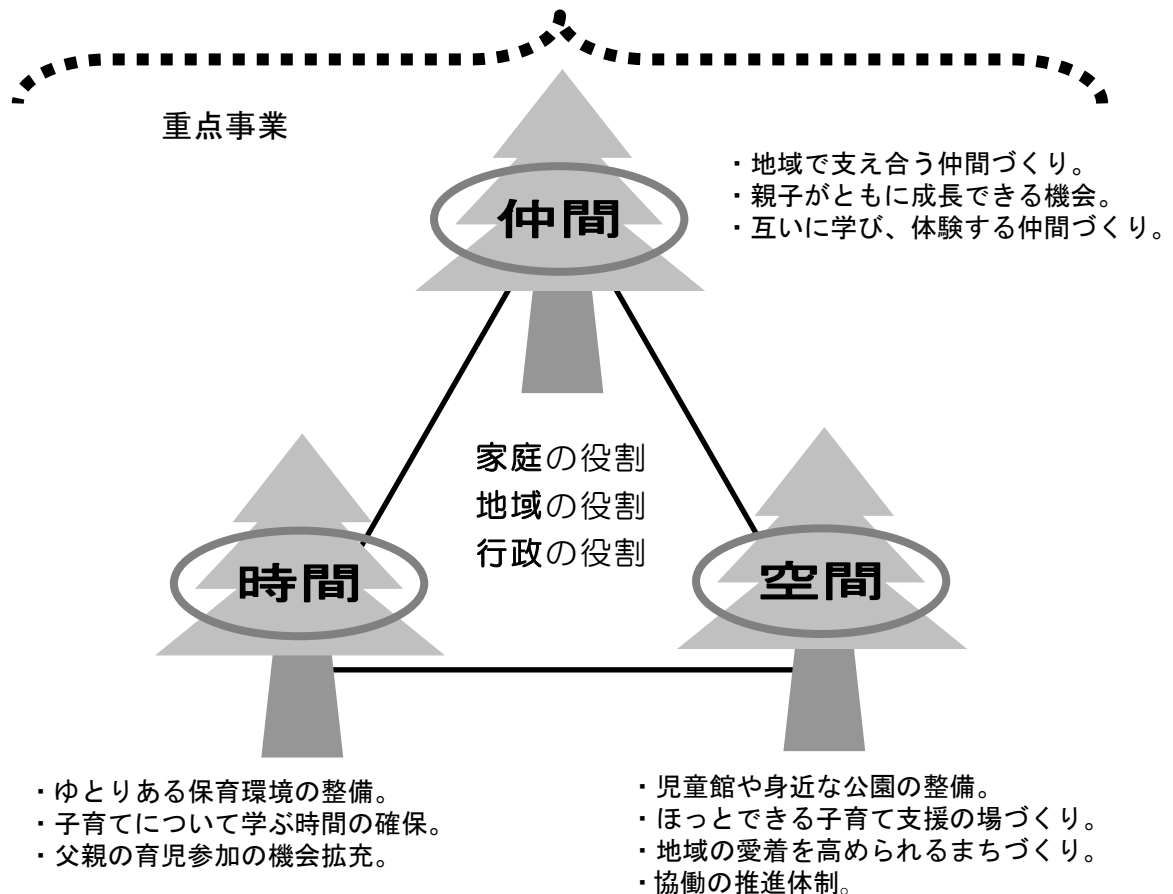 重点事業
・地域で支え合う仲間づくり。
・親子がともに成長できる機会。
・互いに学び、体験する仲間づくり。
仲間
家庭の役割
地域の役割
行政の役割
時間
空間
・ゆとりある保育環境の整備。
・子育てについて学ぶ時間の確保。
・父親の育児参加の機会拡充。
・児童館や身近な公園の整備。
・ほっとできる子育て支援の場づくり。
・地域の愛着を高められるまちづくり。
・協働の推進体制。